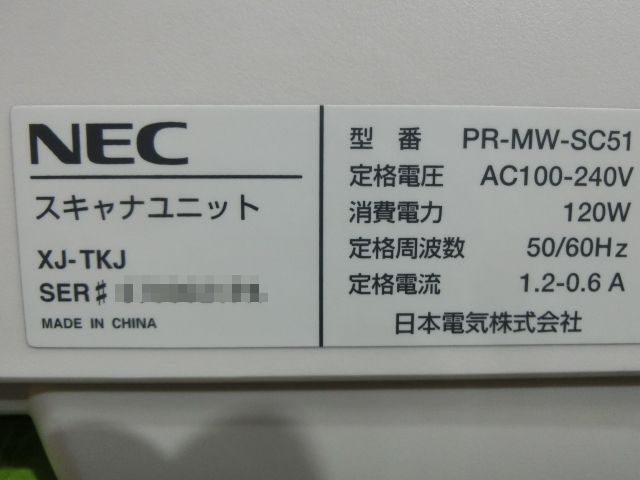 NEC
スキャナユニット
XJ-TKJ
SER♯
MADE IN CHINA
型 番 PR-MW-SC51
定格電圧 AC100-240V
消費電力 120W
定格周波数 50/60Hz
定格電流 1.2-0.6 A
日本電気株式会社